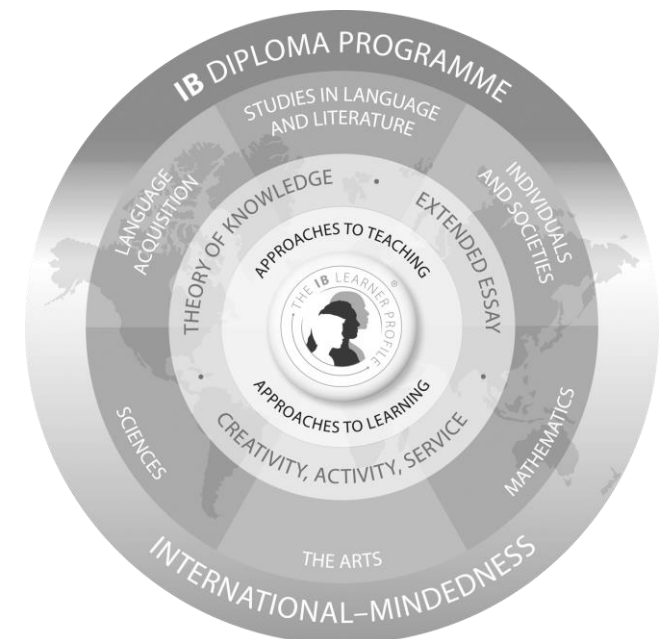 IB DIPLOMA PROGRAMME
STUDIES IN LANGUAGE
AND LITERATURE
LANGUAGE
ACQUISITION
INDIVIDUALS
AND SOCIETIES
THEORY OF KNOWLEDGE
EXTENDED ESSAY
APPROACHES TO TEACHING
THE IB LEARNER PROFILE®
APPROACHES TO LEARNING
CREATIVITY, ACTIVITY, SERVICE
SCIENCES
MATHEMATICS
THE ARTS
INTERNATIONAL–MINDEDNESS